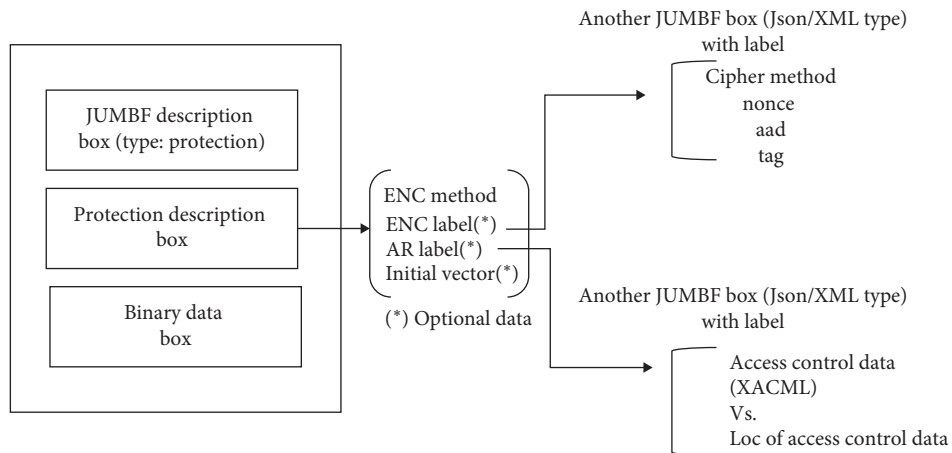 JUMBF description
box (type: protection)
Protection description
box
Binary data
box
ENC method
ENC label(*)
AR label(*)
Initial vector(*)
(*) Optional data
Another JUMBF box (Json/XML type)
with label
Cipher method
nonce
aad
tag
Another JUMBF box (Json/XML type)
with label
Access control data
(XACML)
Vs.
Loc of access control data